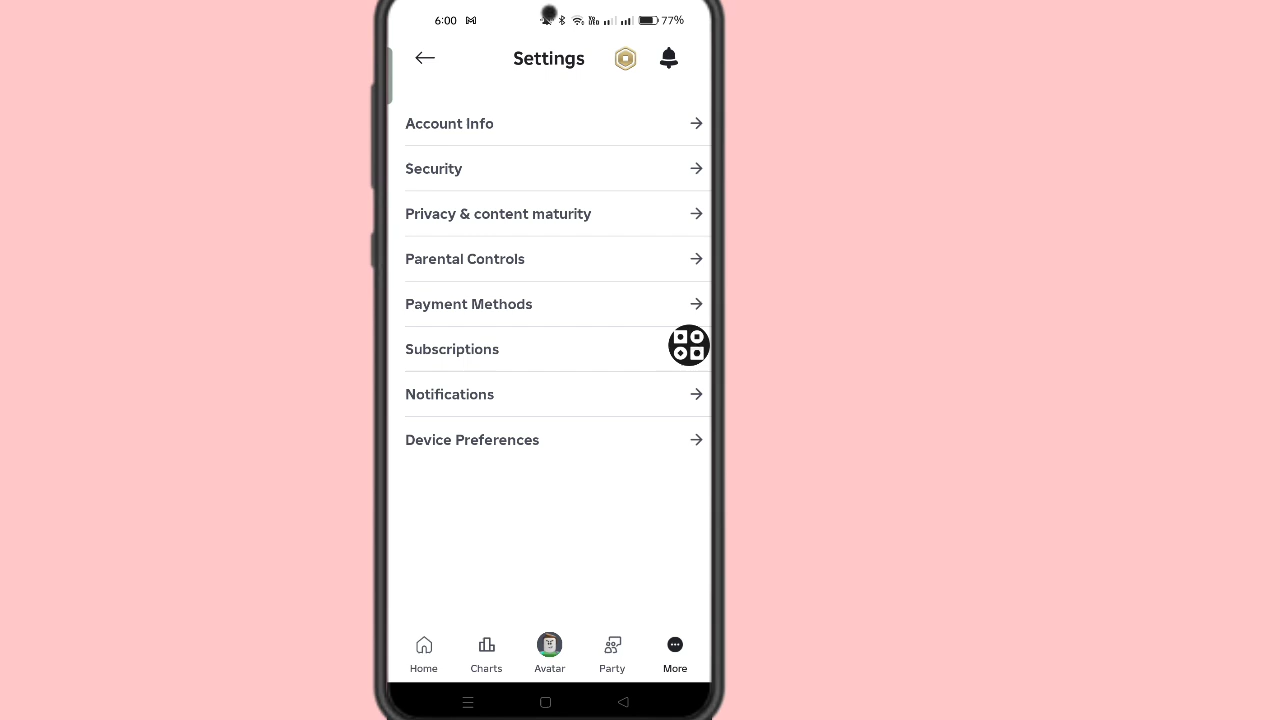 6:00 77%
Settings
Account Info
Security
Privacy & content maturity
Parental Controls
Payment Methods
Subscriptions
Notifications
Device Preferences
Home Charts Avatar Party More